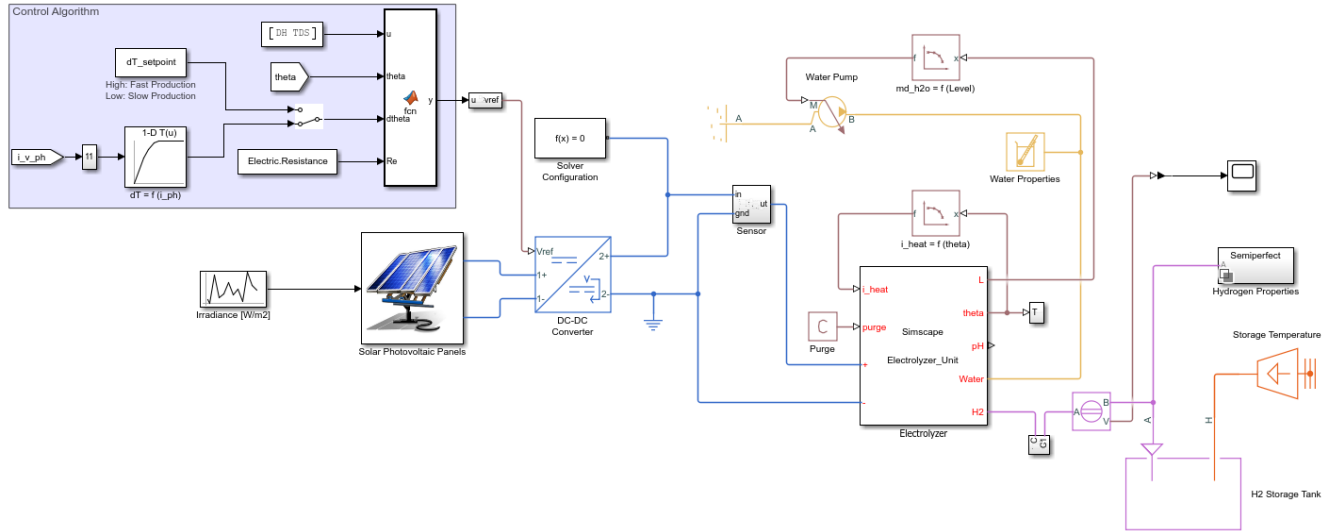 Control Algorithm
[DH TDS]
u
dT_setpoint
High: Fast Production
Low: Slow Production
theta
theta
fcn
y
dtheta
u
vref
i_v_ph
11
1-D T(u)
dT = f (i_ph)
Electric.Resistance
Re
Irradiance [W/m2]
Solar Photovoltaic Panels
f(x) = 0
Solver
Configuration
Vref
1+
1-
V
2+
2-
DC-DC
Converter
in
gnd
ut
Sensor
Water Pump
M
A
A
B
f
x
md_h2o = f (Level)
Water Properties
f
x
i_heat = f (theta)
C
Purge
i_heat
purge
+
-
Simscape
Electrolyzer_Unit
L
theta
pH
Water
H2
Electrolyzer
T
C
C1
A
B
V
A
H
A
Semiperfect
Hydrogen Properties
Storage Temperature
H2 Storage Tank